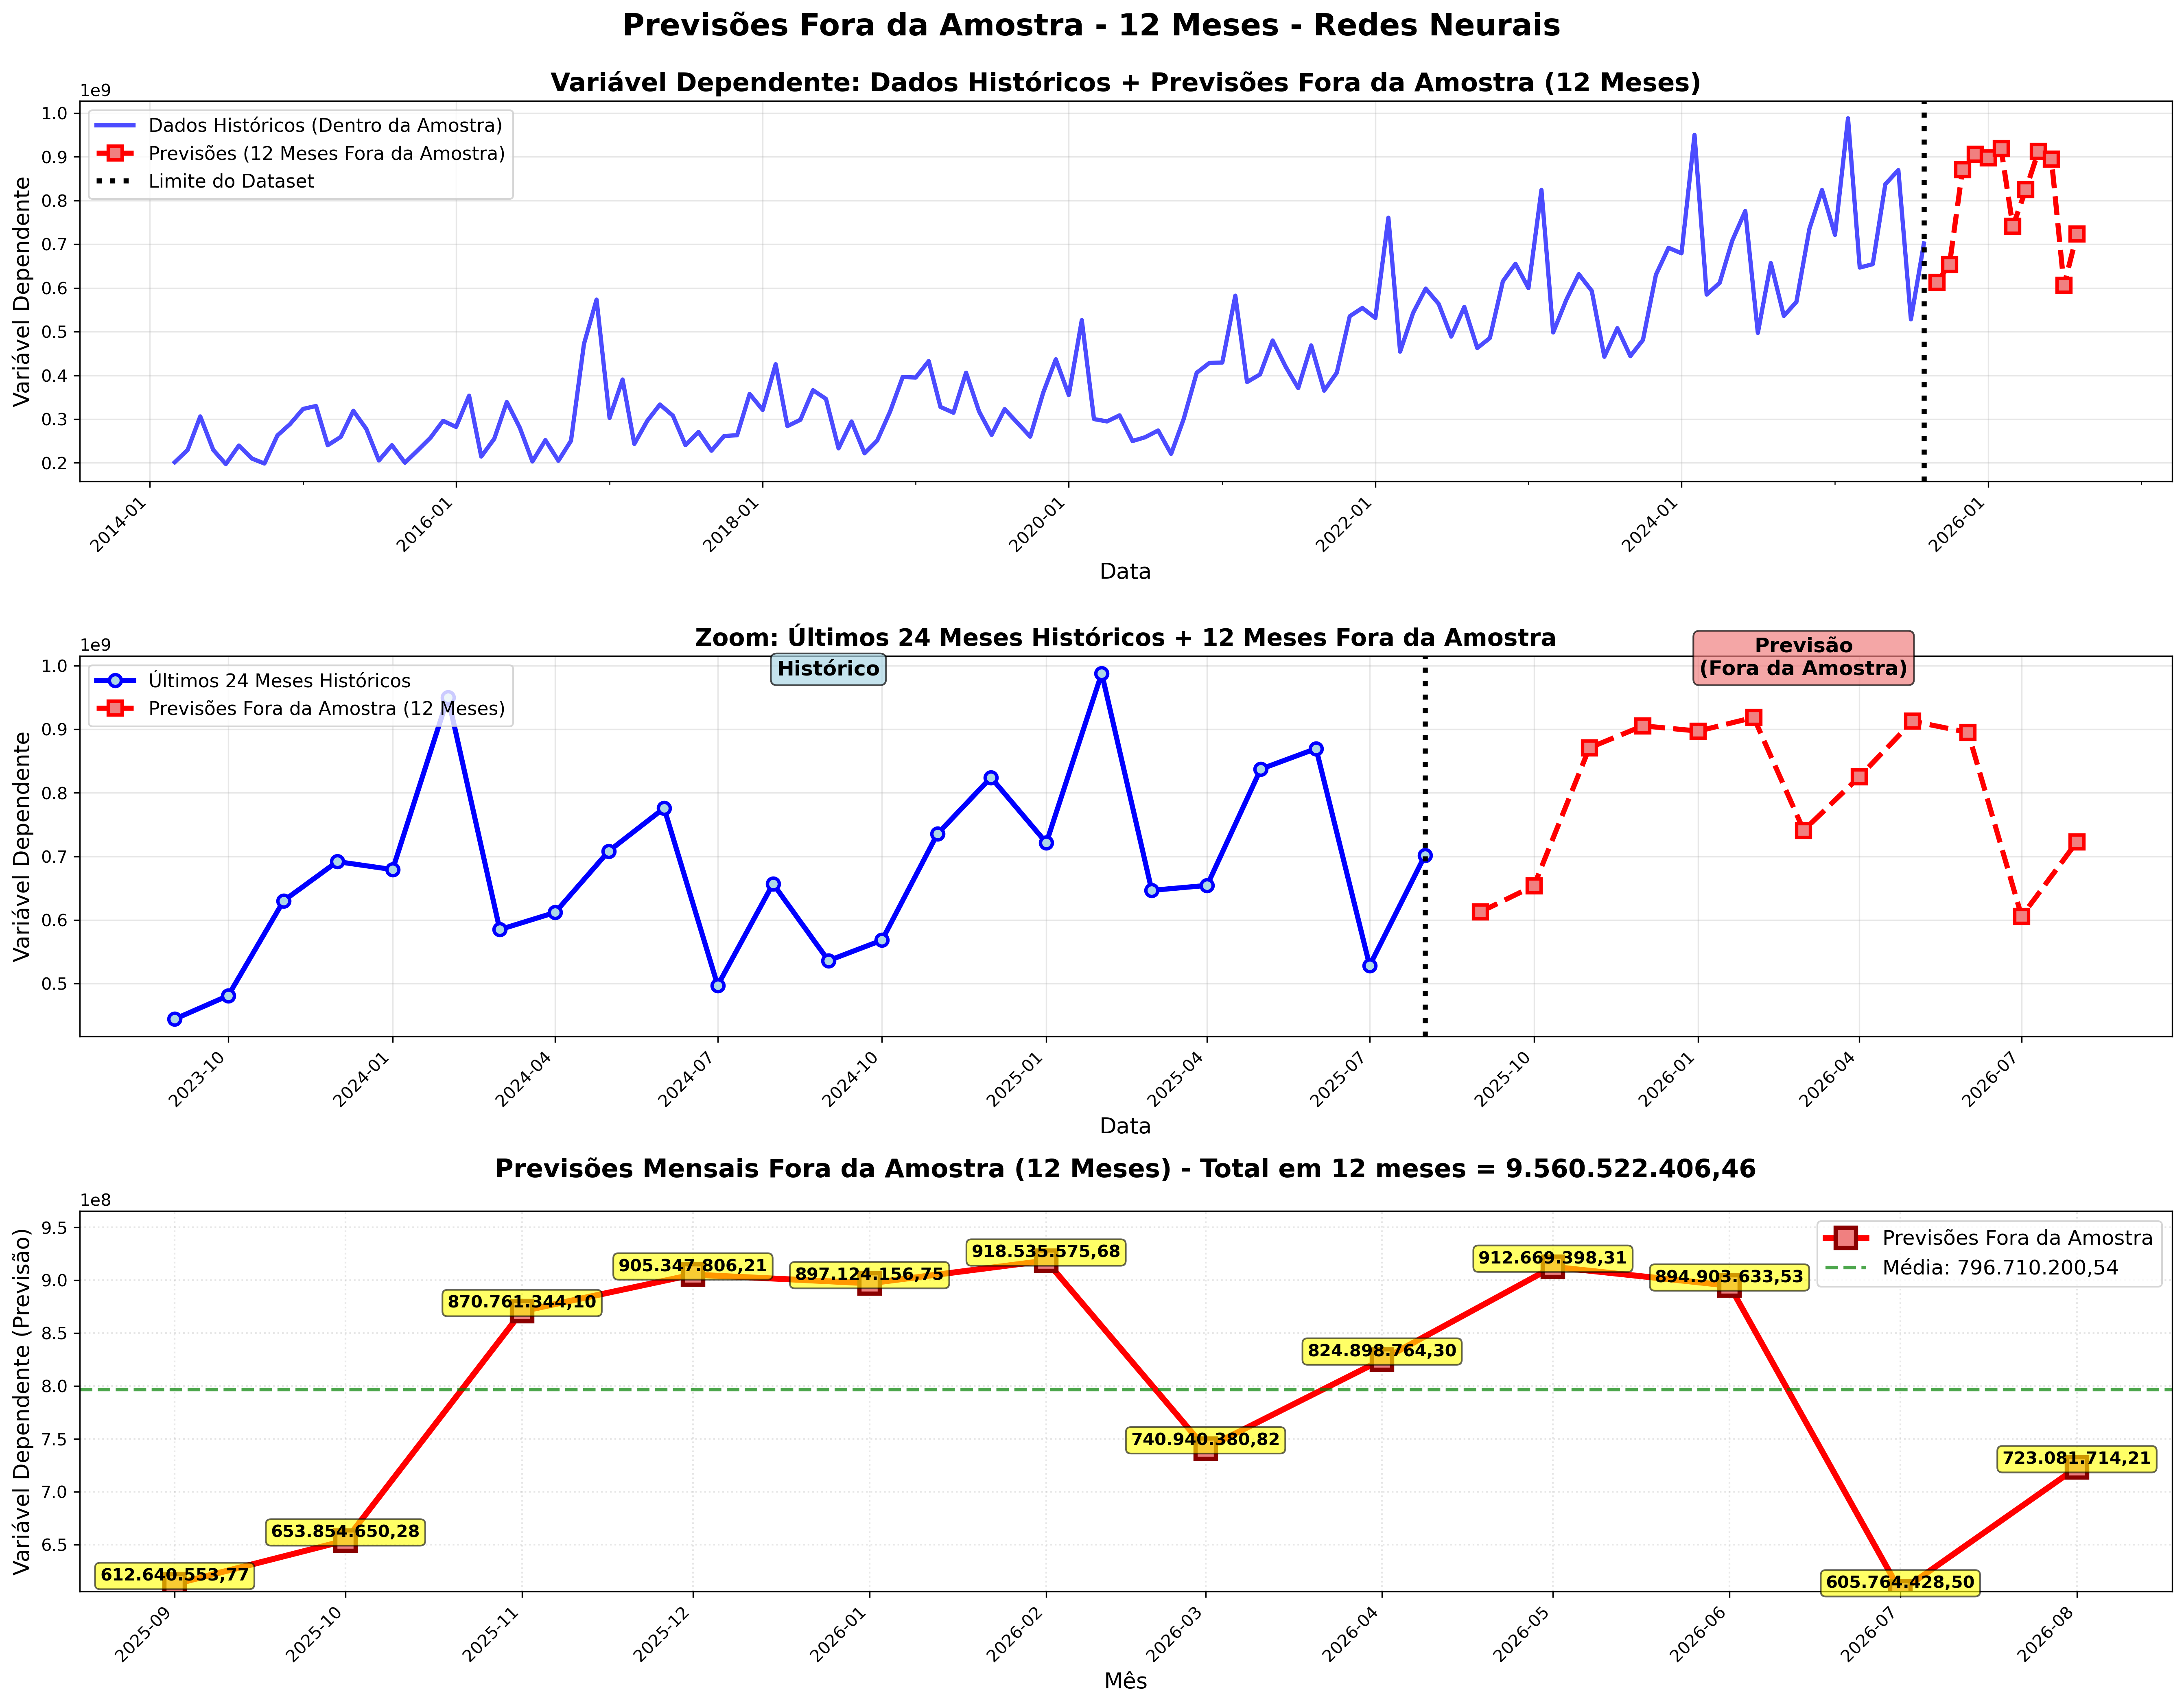 Previsões Fora da Amostra - 12 Meses - Redes Neurais
Variável Dependente: Dados Históricos + Previsões Fora da Amostra (12 Meses)
1e9
Dados Históricos (Dentro da Amostra)
Previsões (12 Meses Fora da Amostra)
Limite do Dataset
1.0
0.9
0.8
0.7
0.6
0.5
0.4
0.3
0.2
Variável Dependente
2014-01
2016-01
2018-01
2020-01
2022-01
2024-01
2026-01
Data
Zoom: Últimos 24 Meses Históricos + 12 Meses Fora da Amostra
1e9
Últimos 24 Meses Históricos
Previsões Fora da Amostra (12 Meses)
Histórico
Previsão
(Fora da Amostra)
1.0
0.9
0.8
0.7
0.6
0.5
Variável Dependente
2023-10
2024-01
2024-04
2024-07
2024-10
2025-01
2025-04
2025-07
2025-10
2026-01
2026-04
2026-07
Data
Previsões Mensais Fora da Amostra (12 Meses) - Total em 12 meses = 9.560.522.406,46
1e8
Previsões Fora da Amostra
Média: 796.710.200,54
9.5
9.0
8.5
8.0
7.5
7.0
6.5
Variável Dependente (Previsão)
612.640.553,77
653.854.650,28
870.761.344,10
905.347.806,21
897.124.156,75
918.535.575,68
740.940.380,82
824.898.764,30
912.669.398,31
894.903.633,53
605.764.428,50
723.081.714,21
2025-09
2025-10
2025-11
2025-12
2026-01
2026-02
2026-03
2026-04
2026-05
2026-06
2026-07
2026-08
Mês